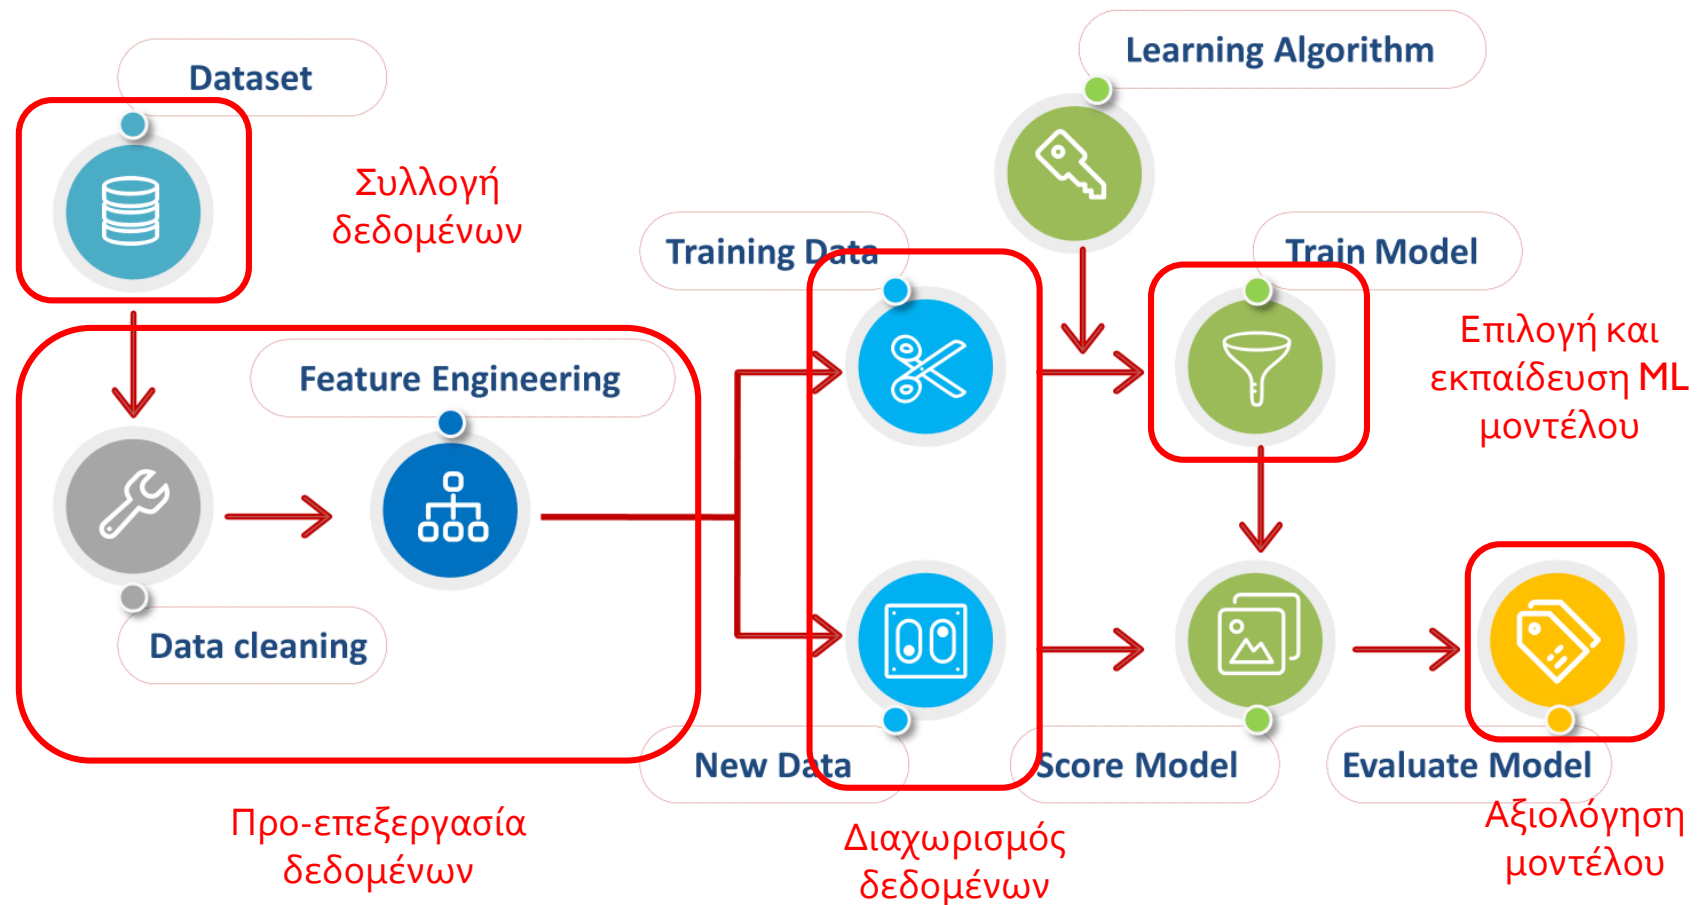 Learning Algorithm
Dataset
Συλλογή
δεδομένων
Training Data
Train Model
Επιλογή και
εκπαίδευση ML
μοντέλου
Feature Engineering
Data cleaning
New Data
Score Model
Evaluate Model
Προ-επεξεργασία
δεδομένων
Διαχωρισμός
δεδομένων
Αξιολόγηση
μοντέλου